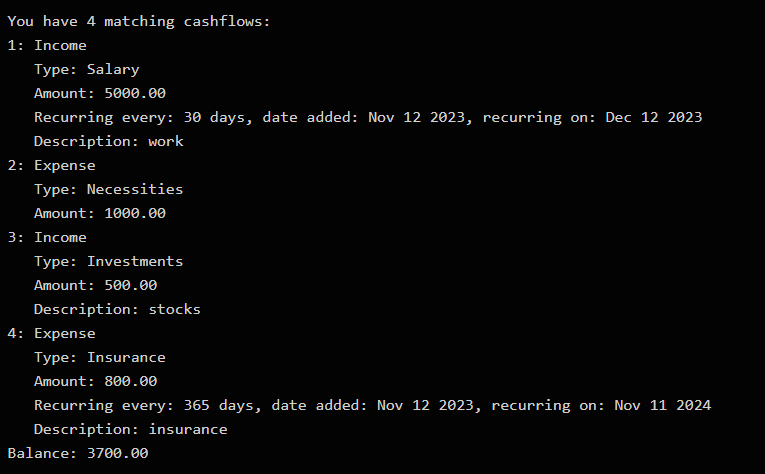 You have 4 matching cashflows:
1: Income
   Type: Salary
   Amount: 5000.00
   Recurring every: 30 days, date added: Nov 12 2023, recurring on: Dec 12 2023
   Description: work
2: Expense
   Type: Necessities
   Amount: 1000.00
3: Income
   Type: Investments
   Amount: 500.00
   Description: stocks
4: Expense
   Type: Insurance
   Amount: 800.00
   Recurring every: 365 days, date added: Nov 12 2023, recurring on: Nov 11 2024
   Description: insurance
Balance: 3700.00